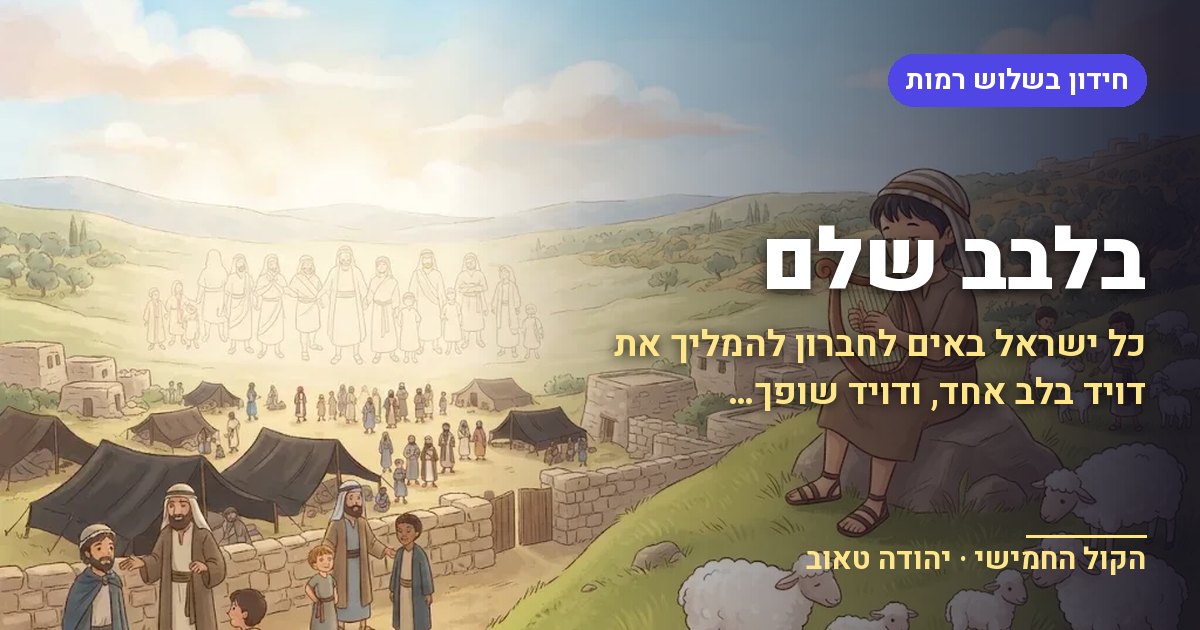 חידון בשלוש רמות
בלבב שלם
כל ישראל באים לחברון להמליך את
דויד בלב אחד, ודויד שופך…
הקול החמישי · יהודה טאוב